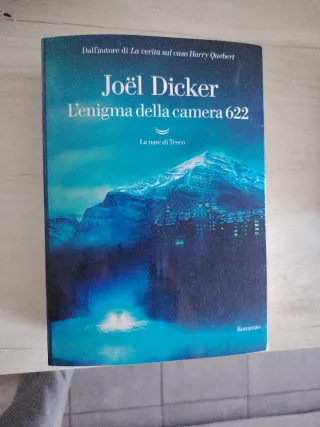 Dall'autore di La verità sul caso Harry Quebert
Joël Dicker
L'enigma della camera 622
La nave di Teseo
Romanzo